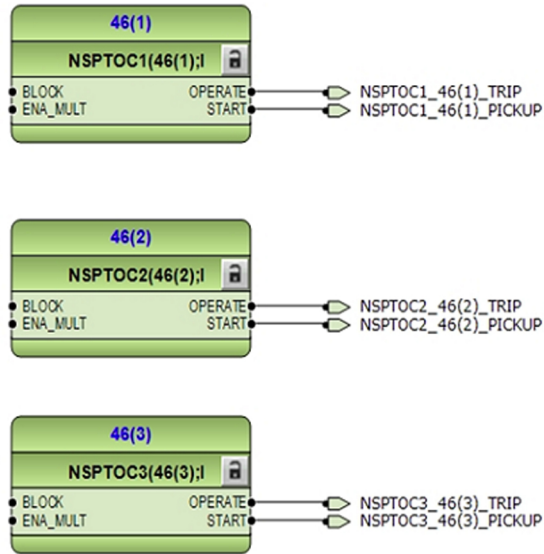 46(1)
NSPTOC1(46(1);I
BLOCK OPERATE NSPTOC1_46(1)_TRIP
ENA_MULT START NSPTOC1_46(1)_PICKUP
46(2)
NSPTOC2(46(2);I
BLOCK OPERATE NSPTOC2_46(2)_TRIP
ENA_MULT START NSPTOC2_46(2)_PICKUP
46(3)
NSPTOC3(46(3);I
BLOCK OPERATE NSPTOC3_46(3)_TRIP
ENA_MULT START NSPTOC3_46(3)_PICKUP